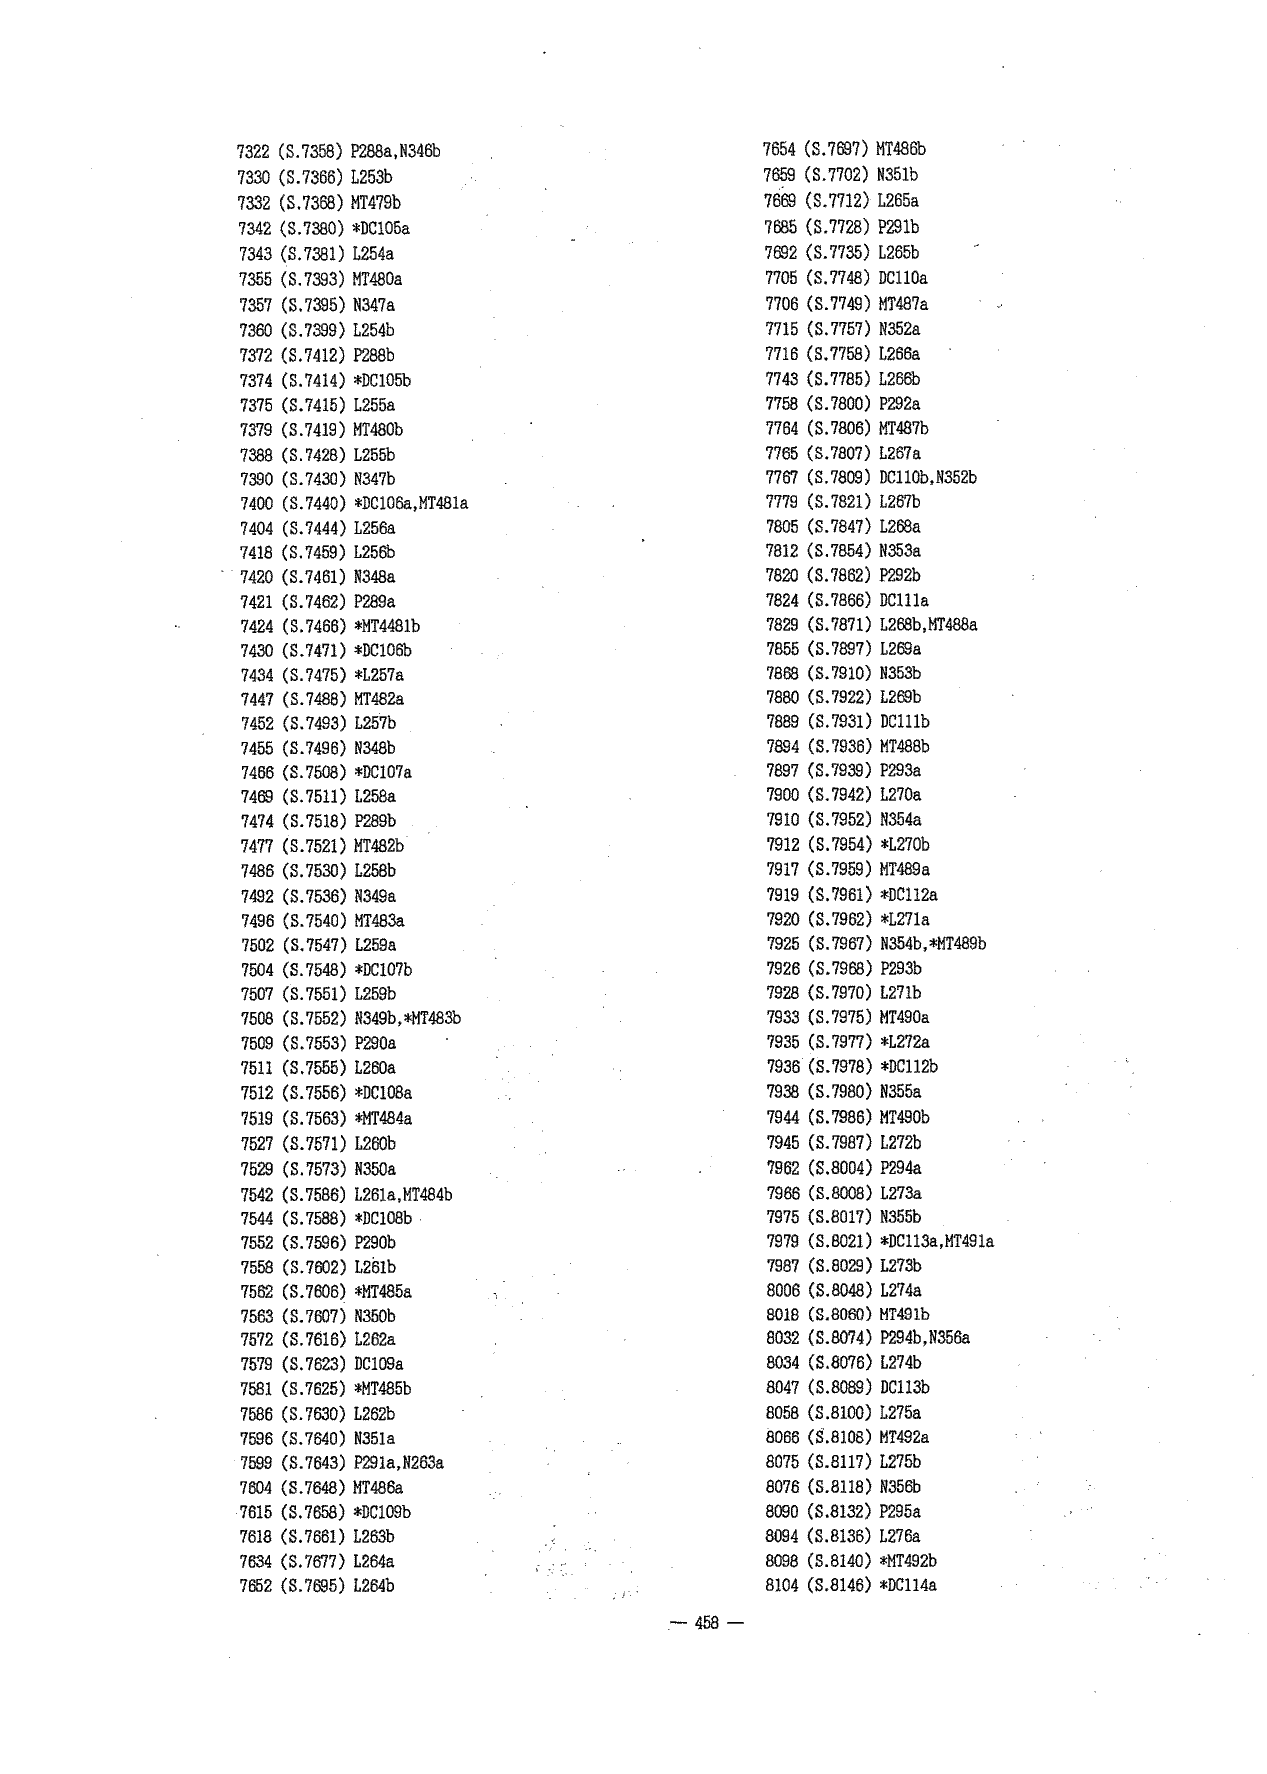 7322 (S.7358) P288a,N346b
7330 (S.7366) L253b
7332 (S.7368) MT479b
7342 (S.7380) *DC105a
7343 (S.7381) L254a
7355 (S.7393) MT480a
7357 (S.7395) N347a
7360 (S.7399) L254b
7372 (S.7412) P288b
7374 (S.7414) *DC105b
7375 (S.7415) L255a
7379 (S.7419) MT480b
7388 (S.7428) L255b
7390 (S.7430) N347b
7400 (S.7440) *DC106a,MT481a
7404 (S.7444) L256a
7418 (S.7459) L256b
7420 (S.7461) N348a
7421 (S.7462) P289a
7424 (S.7466) *MT4481b
7430 (S.7471) *DC106b
7434 (S.7475) *L257a
7447 (S.7488) MT482a
7452 (S.7493) L257b
7455 (S.7496) N348b
7466 (S.7508) *DC107a
7469 (S.7511) L258a
7474 (S.7518) P289b
7477 (S.7521) MT482b
7486 (S.7530) L258b
7492 (S.7536) N349a
7496 (S.7540) MT483a
7502 (S.7547) L259a
7504 (S.7548) *DC107b
7507 (S.7551) L259b
7508 (S.7552) N349b,*MT483b
7509 (S.7553) P290a
7511 (S.7555) L260a
7512 (S.7556) *DC108a
7519 (S.7563) *MT484a
7527 (S.7571) L260b
7529 (S.7573) N350a
7542 (S.7586) L261a,MT484b
7544 (S.7588) *DC108b
7552 (S.7596) P290b
7558 (S.7602) L261b
7562 (S.7606) *MT485a
7563 (S.7607) N350b
7572 (S.7616) L262a
7579 (S.7623) DC109a
7581 (S.7625) *MT485b
7586 (S.7630) L262b
7596 (S.7640) N351a
7599 (S.7643) P291a,N263a
7604 (S.7648) MT486a
7615 (S.7658) *DC109b
7618 (S.7661) L263b
7634 (S.7677) L264a
7652 (S.7695) L264b
7654 (S.7697) MT486b
7659 (S.7702) N351b
7669 (S.7712) L265a
7685 (S.7728) P291b
7692 (S.7735) L265b
7705 (S.7748) DC110a
7706 (S.7749) MT487a
7715 (S.7757) N352a
7716 (S.7758) L266a
7743 (S.7785) L266b
7758 (S.7800) P292a
7764 (S.7806) MT487b
7765 (S.7807) L267a
7767 (S.7809) DC110b,N352b
7779 (S.7821) L267b
7805 (S.7847) L268a
7812 (S.7854) N353a
7820 (S.7862) P292b
7824 (S.7866) DC111a
7829 (S.7871) L268b,MT488a
7855 (S.7897) L269a
7868 (S.7910) N353b
7880 (S.7922) L269b
7889 (S.7931) DC111b
7894 (S.7936) MT488b
7897 (S.7939) P293a
7900 (S.7942) L270a
7910 (S.7952) N354a
7912 (S.7954) *L270b
7917 (S.7959) MT489a
7919 (S.7961) *DC112a
7920 (S.7962) *L271a
7925 (S.7967) N354b,*MT489b
7926 (S.7968) P293b
7928 (S.7970) L271b
7933 (S.7975) MT490a
7935 (S.7977) *L272a
7936 (S.7978) *DC112b
7938 (S.7980) N355a
7944 (S.7986) MT490b
7945 (S.7987) L272b
7962 (S.8004) P294a
7966 (S.8008) L273a
7975 (S.8017) N355b
7979 (S.8021) *DC113a,MT491a
7987 (S.8029) L273b
8006 (S.8048) L274a
8018 (S.8060) MT491b
8032 (S.8074) P294b,N356a
8034 (S.8076) L274b
8047 (S.8089) DC113b
8058 (S.8100) L275a
8066 (S.8108) MT492a
8075 (S.8117) L275b
8076 (S.8118) N356b
8090 (S.8132) P295a
8094 (S.8136) L276a
8098 (S.8140) *MT492b
8104 (S.8146) *DC114a
— 458 —